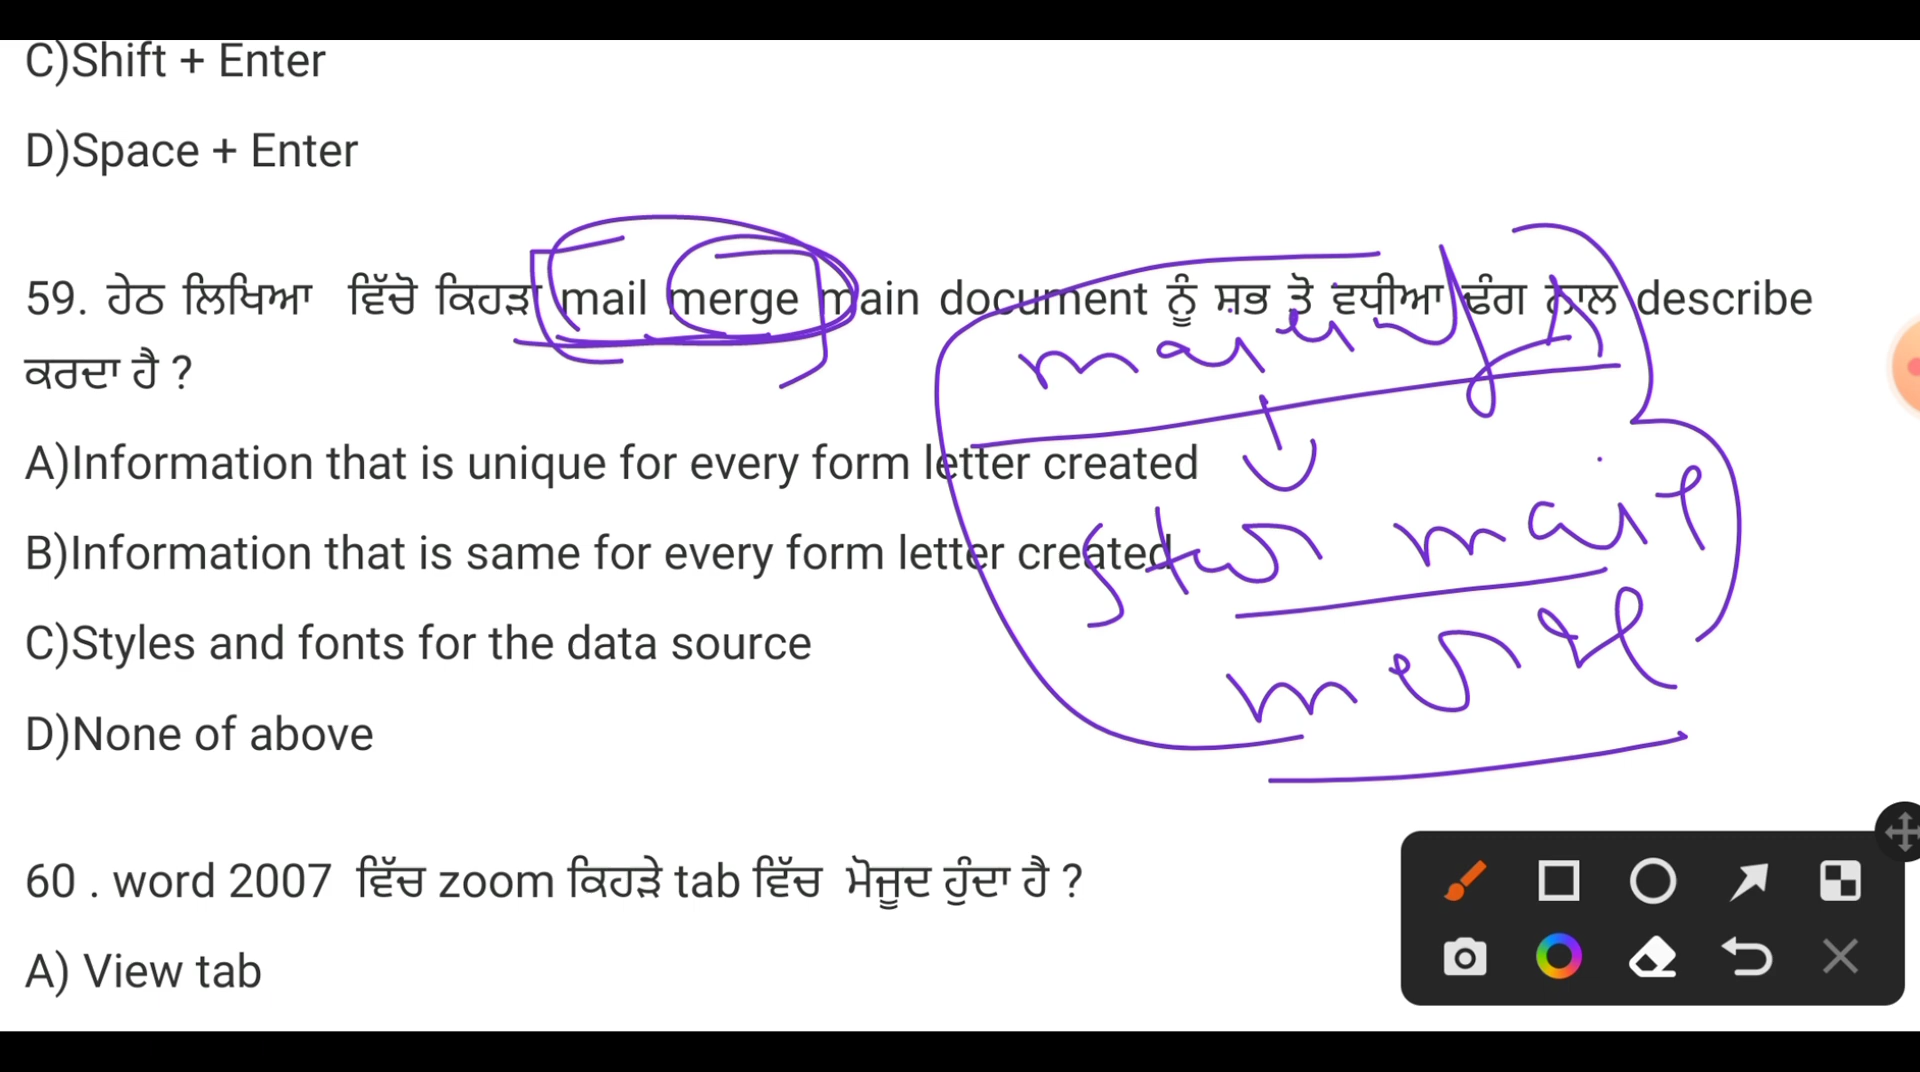 C)Shift + Enter
D)Space + Enter
59. ਹੇਠ ਲਿਖਿਆ ਵਿੱਚੋ ਕਿਹੜਾ mail merge main document ਨੂੰ ਸਭ ਤੋ ਵਧੀਆ ਢੰਗ ਨਾਲ describe
ਕਰਦਾ ਹੈ ?
A)Information that is unique for every form letter created
B)Information that is same for every form letter created
C)Styles and fonts for the data source
D)None of above
mail
merge
60 . word 2007 ਵਿੱਚ zoom ਕਿਹੜੇ tab ਵਿੱਚ ਮੋਜੂਦ ਹੁੰਦਾ ਹੈ ?
A) View tab